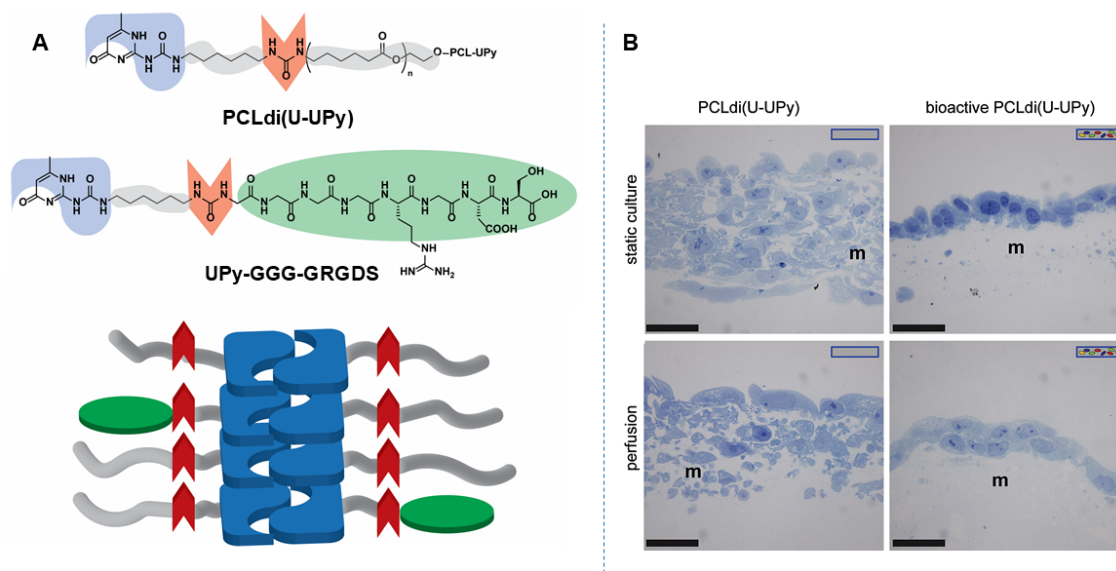 A
O–PCL-UPy
PCLdi(U-UPy)
UPy-GGG-GRGDS
B
PCLdi(U-UPy)
bioactive PCLdi(U-UPy)
static culture
m
m
perfusion
m
m